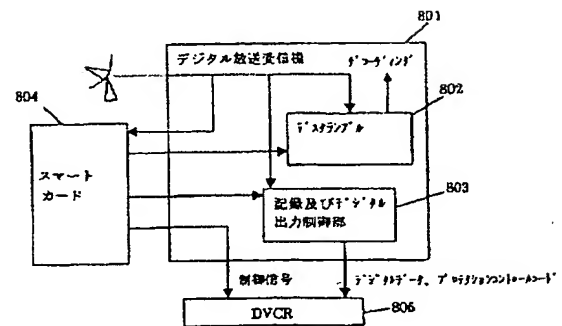 801
デジタル放送受信機
デコーディング
804
802
デスクランブル
スマート
カード
記録及びデジタル
出力制御部
803
制御信号
デジタルデータ、プロテクションコントロールコード
DVCR
806